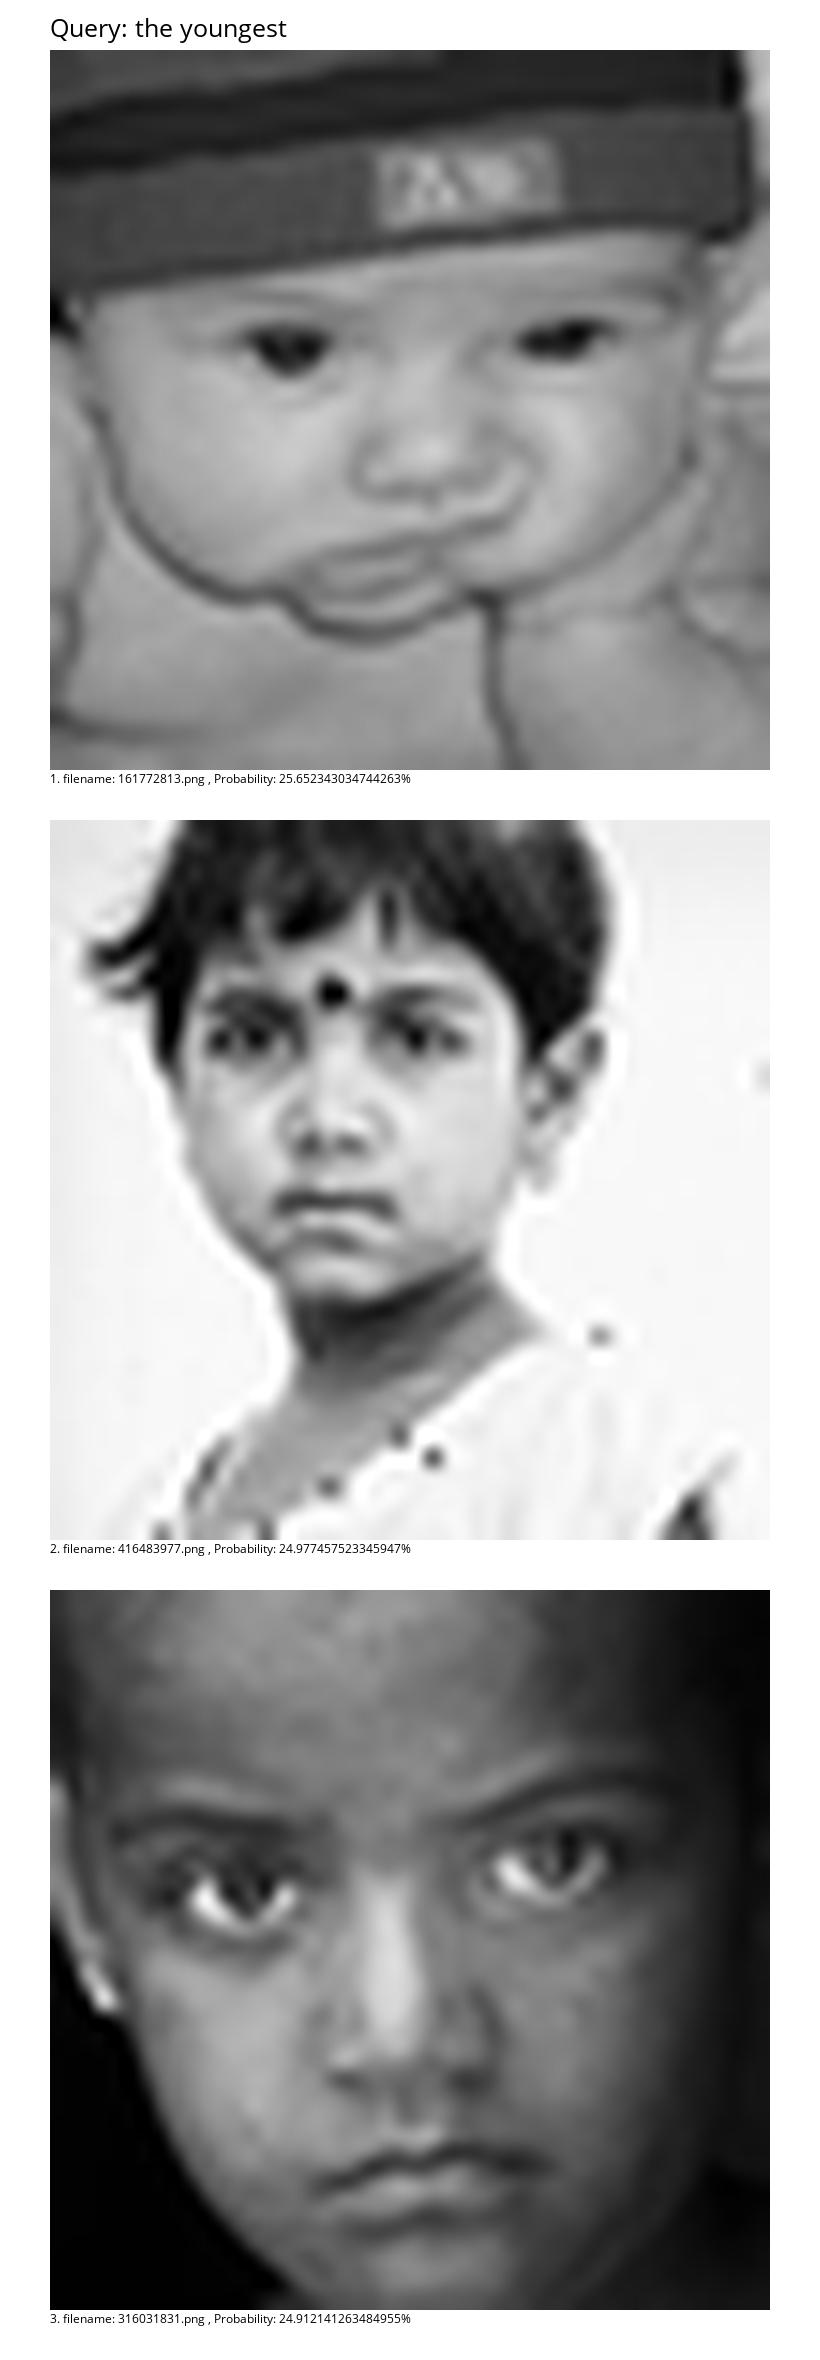 Query: the youngest
1. filename: 161772813.png , Probability: 25.652343034744263%
2. filename: 416483977.png , Probability: 24.977457523345947%
3. filename: 316031831.png , Probability: 24.912141263484955%